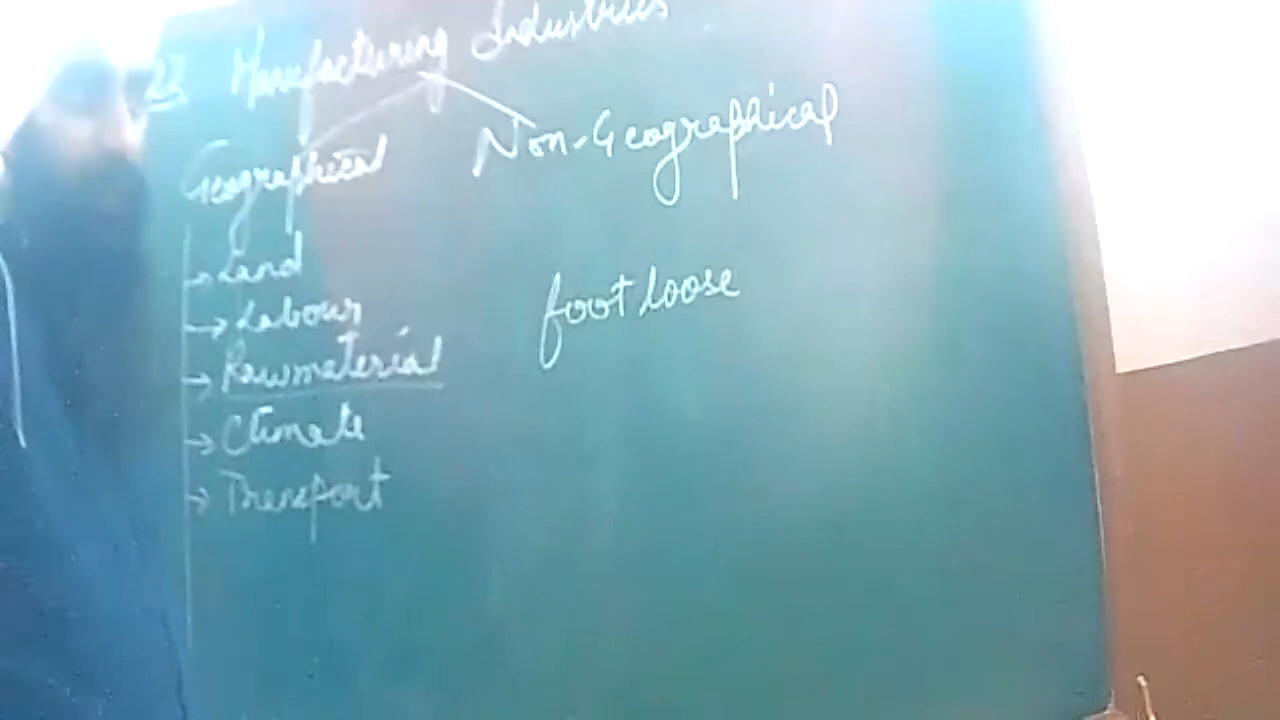 Manufacturing Industries
Geographical
Non-Geographical
→ Land
→ Labour
→ Rawmaterial
→ Climate
→ Transport
foot loose